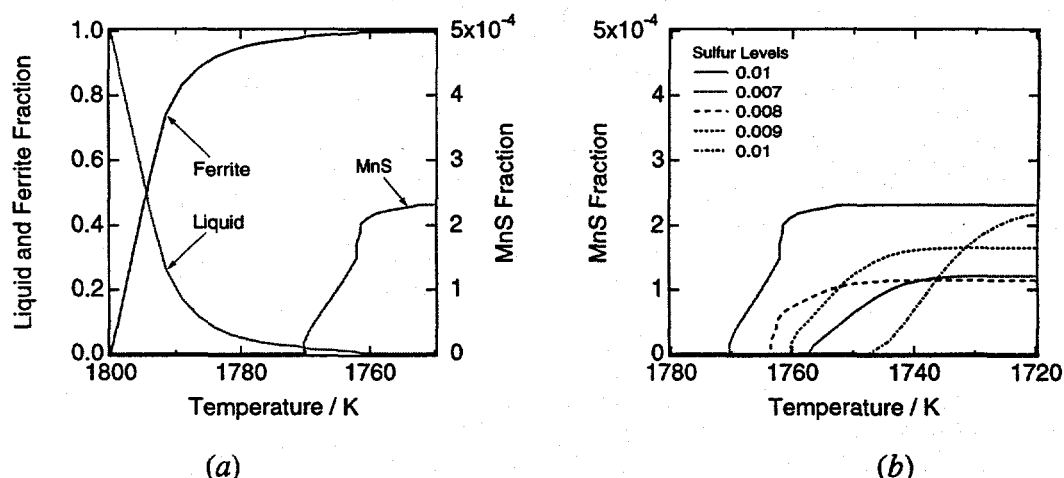 1.0
0.8
0.6
0.4
0.2
0.0
Liquid and Ferrite Fraction
5x10-4
4
3
2
1
0
MnS Fraction
Ferrite
Liquid
MnS
1800
1780
1760
Temperature / K
(a)
5x10-4
4
3
2
1
0
MnS Fraction
Sulfur Levels
0.01
0.007
0.008
0.009
0.01
1780
1760
1740
1720
Temperature / K
(b)